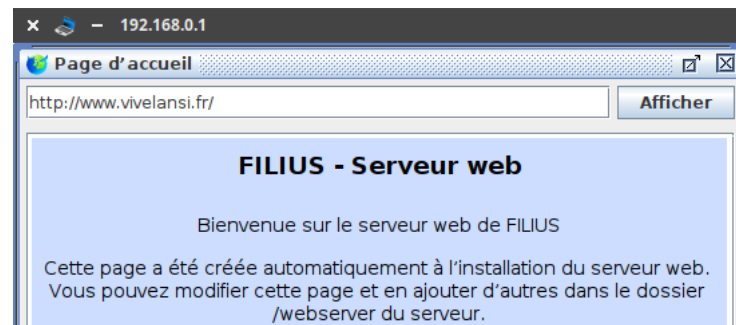 192.168.0.1
Page d'accueil
http://www.vivelansi.fr/
Afficher
FILIUS - Serveur web
Bienvenue sur le serveur web de FILIUS
Cette page a été créée automatiquement à l'installation du serveur web.
Vous pouvez modifier cette page et en ajouter d'autres dans le dossier
/webserver du serveur.